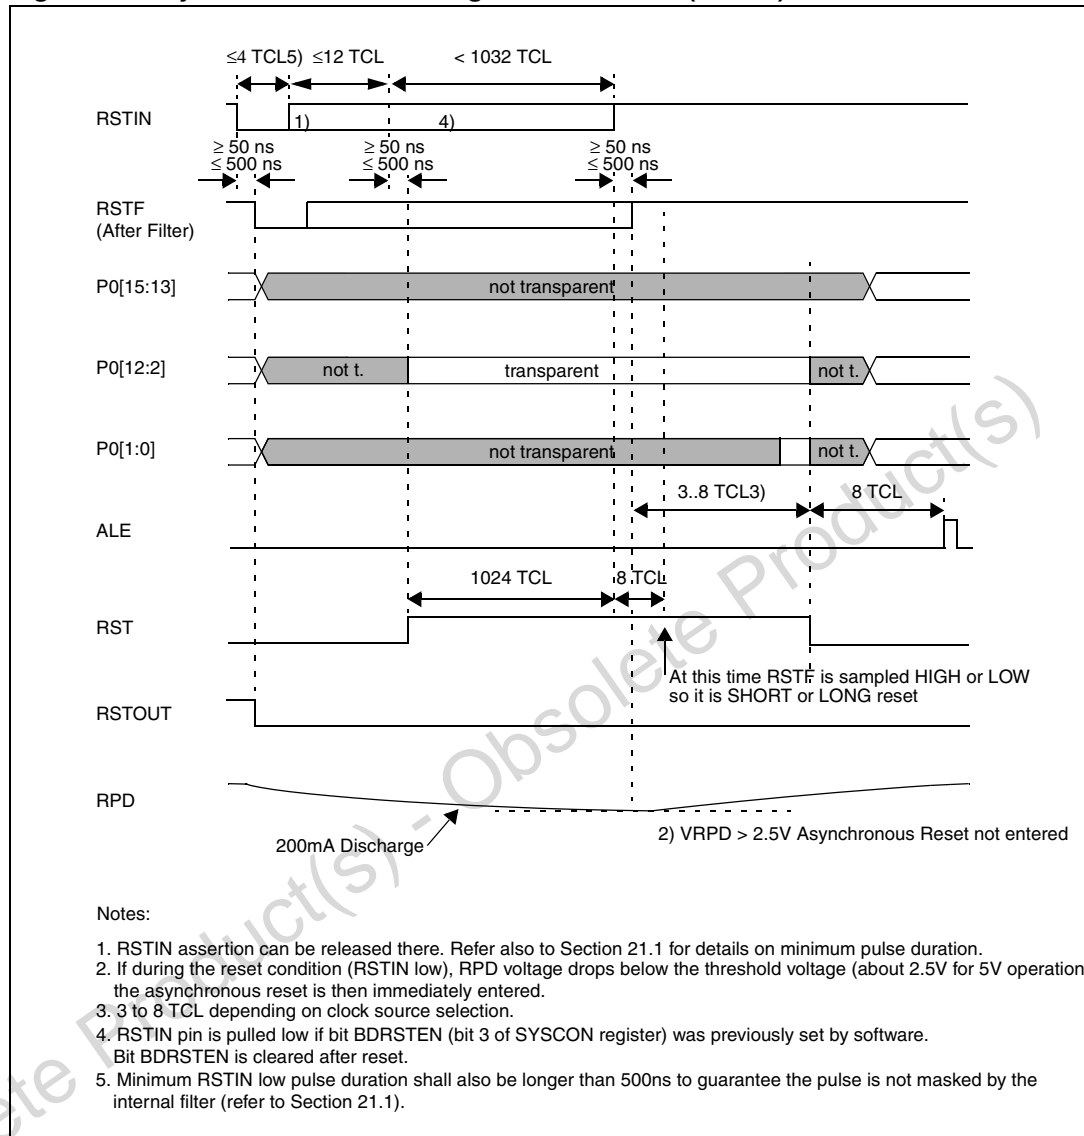 ≤4 TCL5) ≤12 TCL < 1032 TCL
RSTIN
1) 4)
≥ 50 ns ≥ 50 ns ≥ 50 ns
≤ 500 ns ≤ 500 ns ≤ 500 ns
RSTF
(After Filter)
P0[15:13] not transparent
P0[12:2] not t. transparent not t.
P0[1:0] not transparent not t.
3..8 TCL3) 8 TCL
ALE
1024 TCL 8 TCL
RST
At this time RSTF is sampled HIGH or LOW
so it is SHORT or LONG reset
RSTOUT
RPD
200mA Discharge
2) VRPD > 2.5V Asynchronous Reset not entered
Notes:
1. RSTIN assertion can be released there. Refer also to Section 21.1 for details on minimum pulse duration.
2. If during the reset condition (RSTIN low), RPD voltage drops below the threshold voltage (about 2.5V for 5V operation
the asynchronous reset is then immediately entered.
3. 3 to 8 TCL depending on clock source selection.
4. RSTIN pin is pulled low if bit BDRSTEN (bit 3 of SYSCON register) was previously set by software.
Bit BDRSTEN is cleared after reset.
5. Minimum RSTIN low pulse duration shall also be longer than 500ns to guarantee the pulse is not masked by the
internal filter (refer to Section 21.1).
ete Product(s) - Obsolete Product(s)